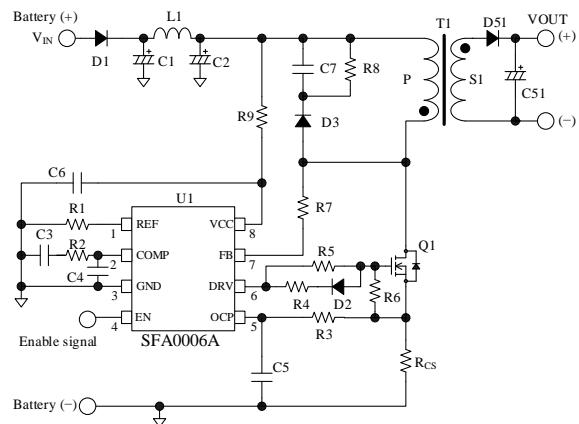 Battery (+)
VIN
D1
L1
C1
C2
C7
R8
T1
P
S1
D51
VOUT
(+)
C51
(−)
R9
D3
C6
U1
R7
R1
1
REF
VCC
8
C3
R2
C4
2
COMP
FB
7
Q1
3
GND
DRV
6
R5
R4
D2
R6
4
EN
OCP
5
R3
Enable signal
SFA0006A
C5
RCS
Battery (−)